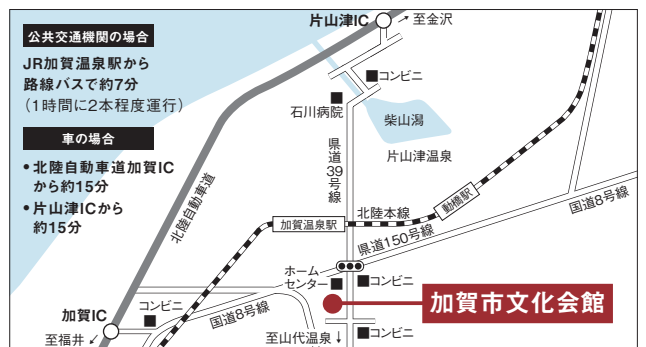 公共交通機関の場合
JR加賀温泉駅から
路線バスで約7分
（1時間に2本程度運行）
車の場合
•北陸自動車道加賀IC
から約15分
•片山津ICから
約15分
片山津IC
至金沢
コンビニ
石川病院
柴山潟
片山津温泉
県道39号線
北陸自動車道
加賀温泉駅
北陸本線
動橋駅
国道8号線
県道150号線
ホーム
センター
コンビニ
加賀市文化会館
コンビニ
加賀IC
国道8号線
至福井
至山代温泉
コンビニ